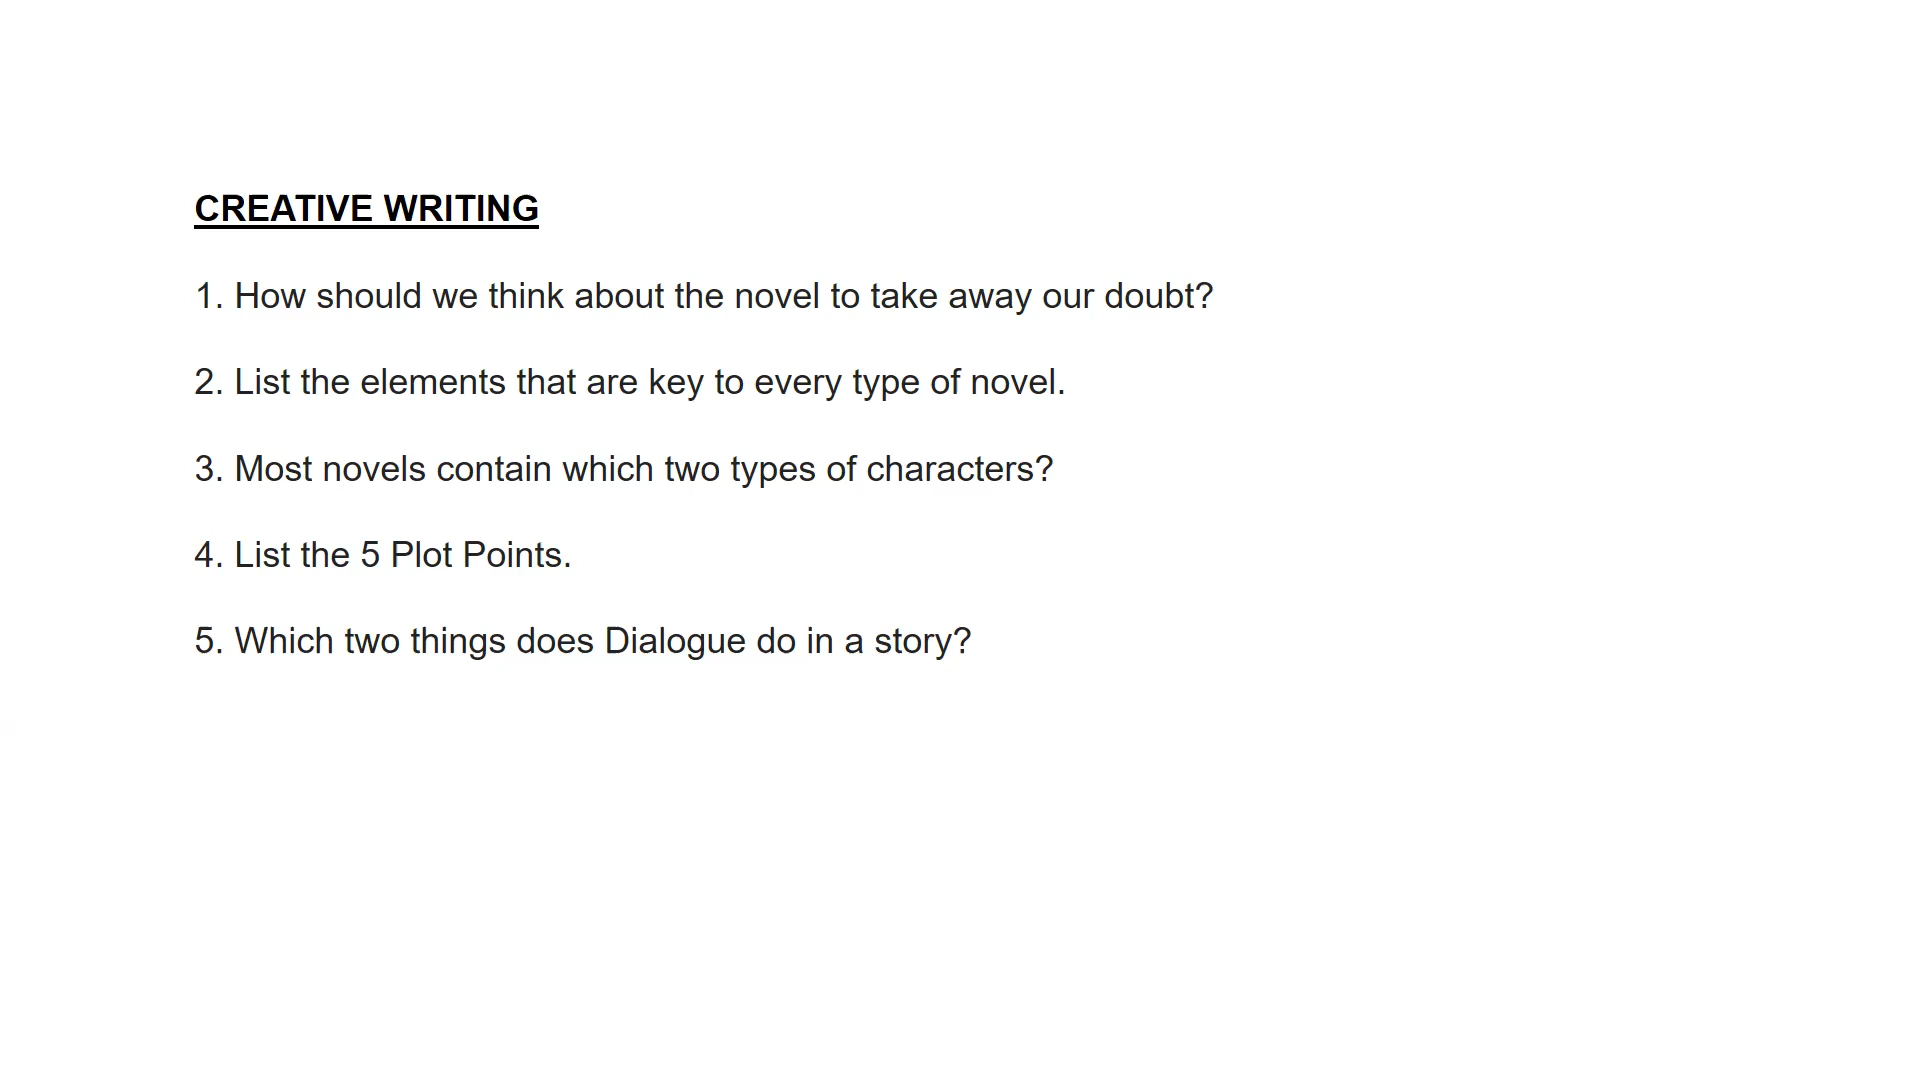 CREATIVE WRITING
1. How should we think about the novel to take away our doubt?
2. List the elements that are key to every type of novel.
3. Most novels contain which two types of characters?
4. List the 5 Plot Points.
5. Which two things does Dialogue do in a story?